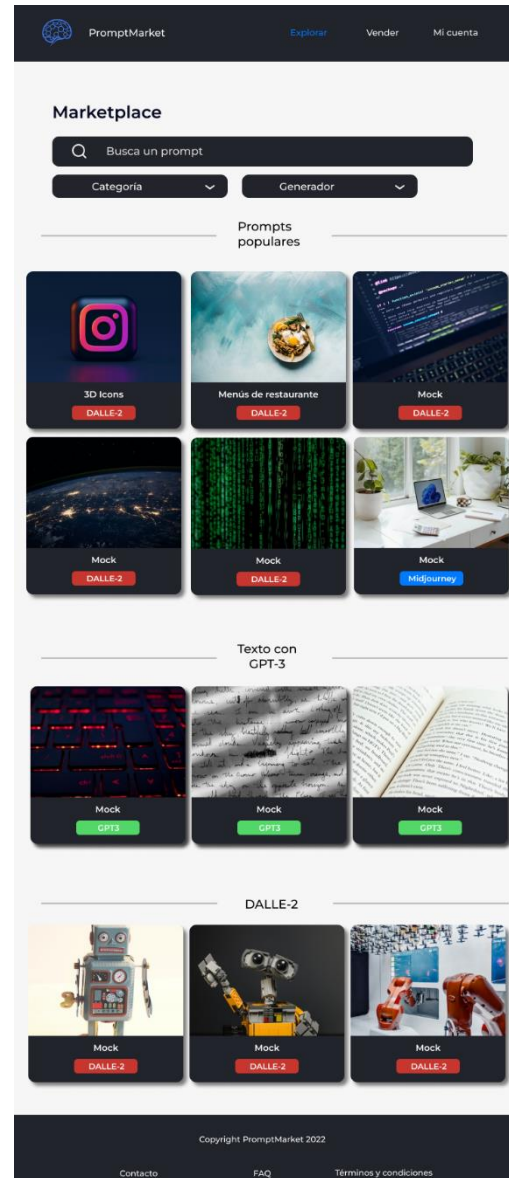 PromptMarket
Explorar
Vender
Mi cuenta
Marketplace
Busca un prompt
Categoría
Generador
Prompts
populares
3D Icons
Menús de restaurante
Mock
DALLE-2
DALLE-2
DALLE-2
Mock
Mock
Mock
DALLE-2
DALLE-2
Midjourney
Texto con
GPT-3
Mock
Mock
Mock
GPT3
GPT3
GPT3
DALLE-2
Mock
Mock
Mock
DALLE-2
DALLE-2
DALLE-2
Copyright PromptMarket 2022
Contacto
FAQ
Términos y condiciones